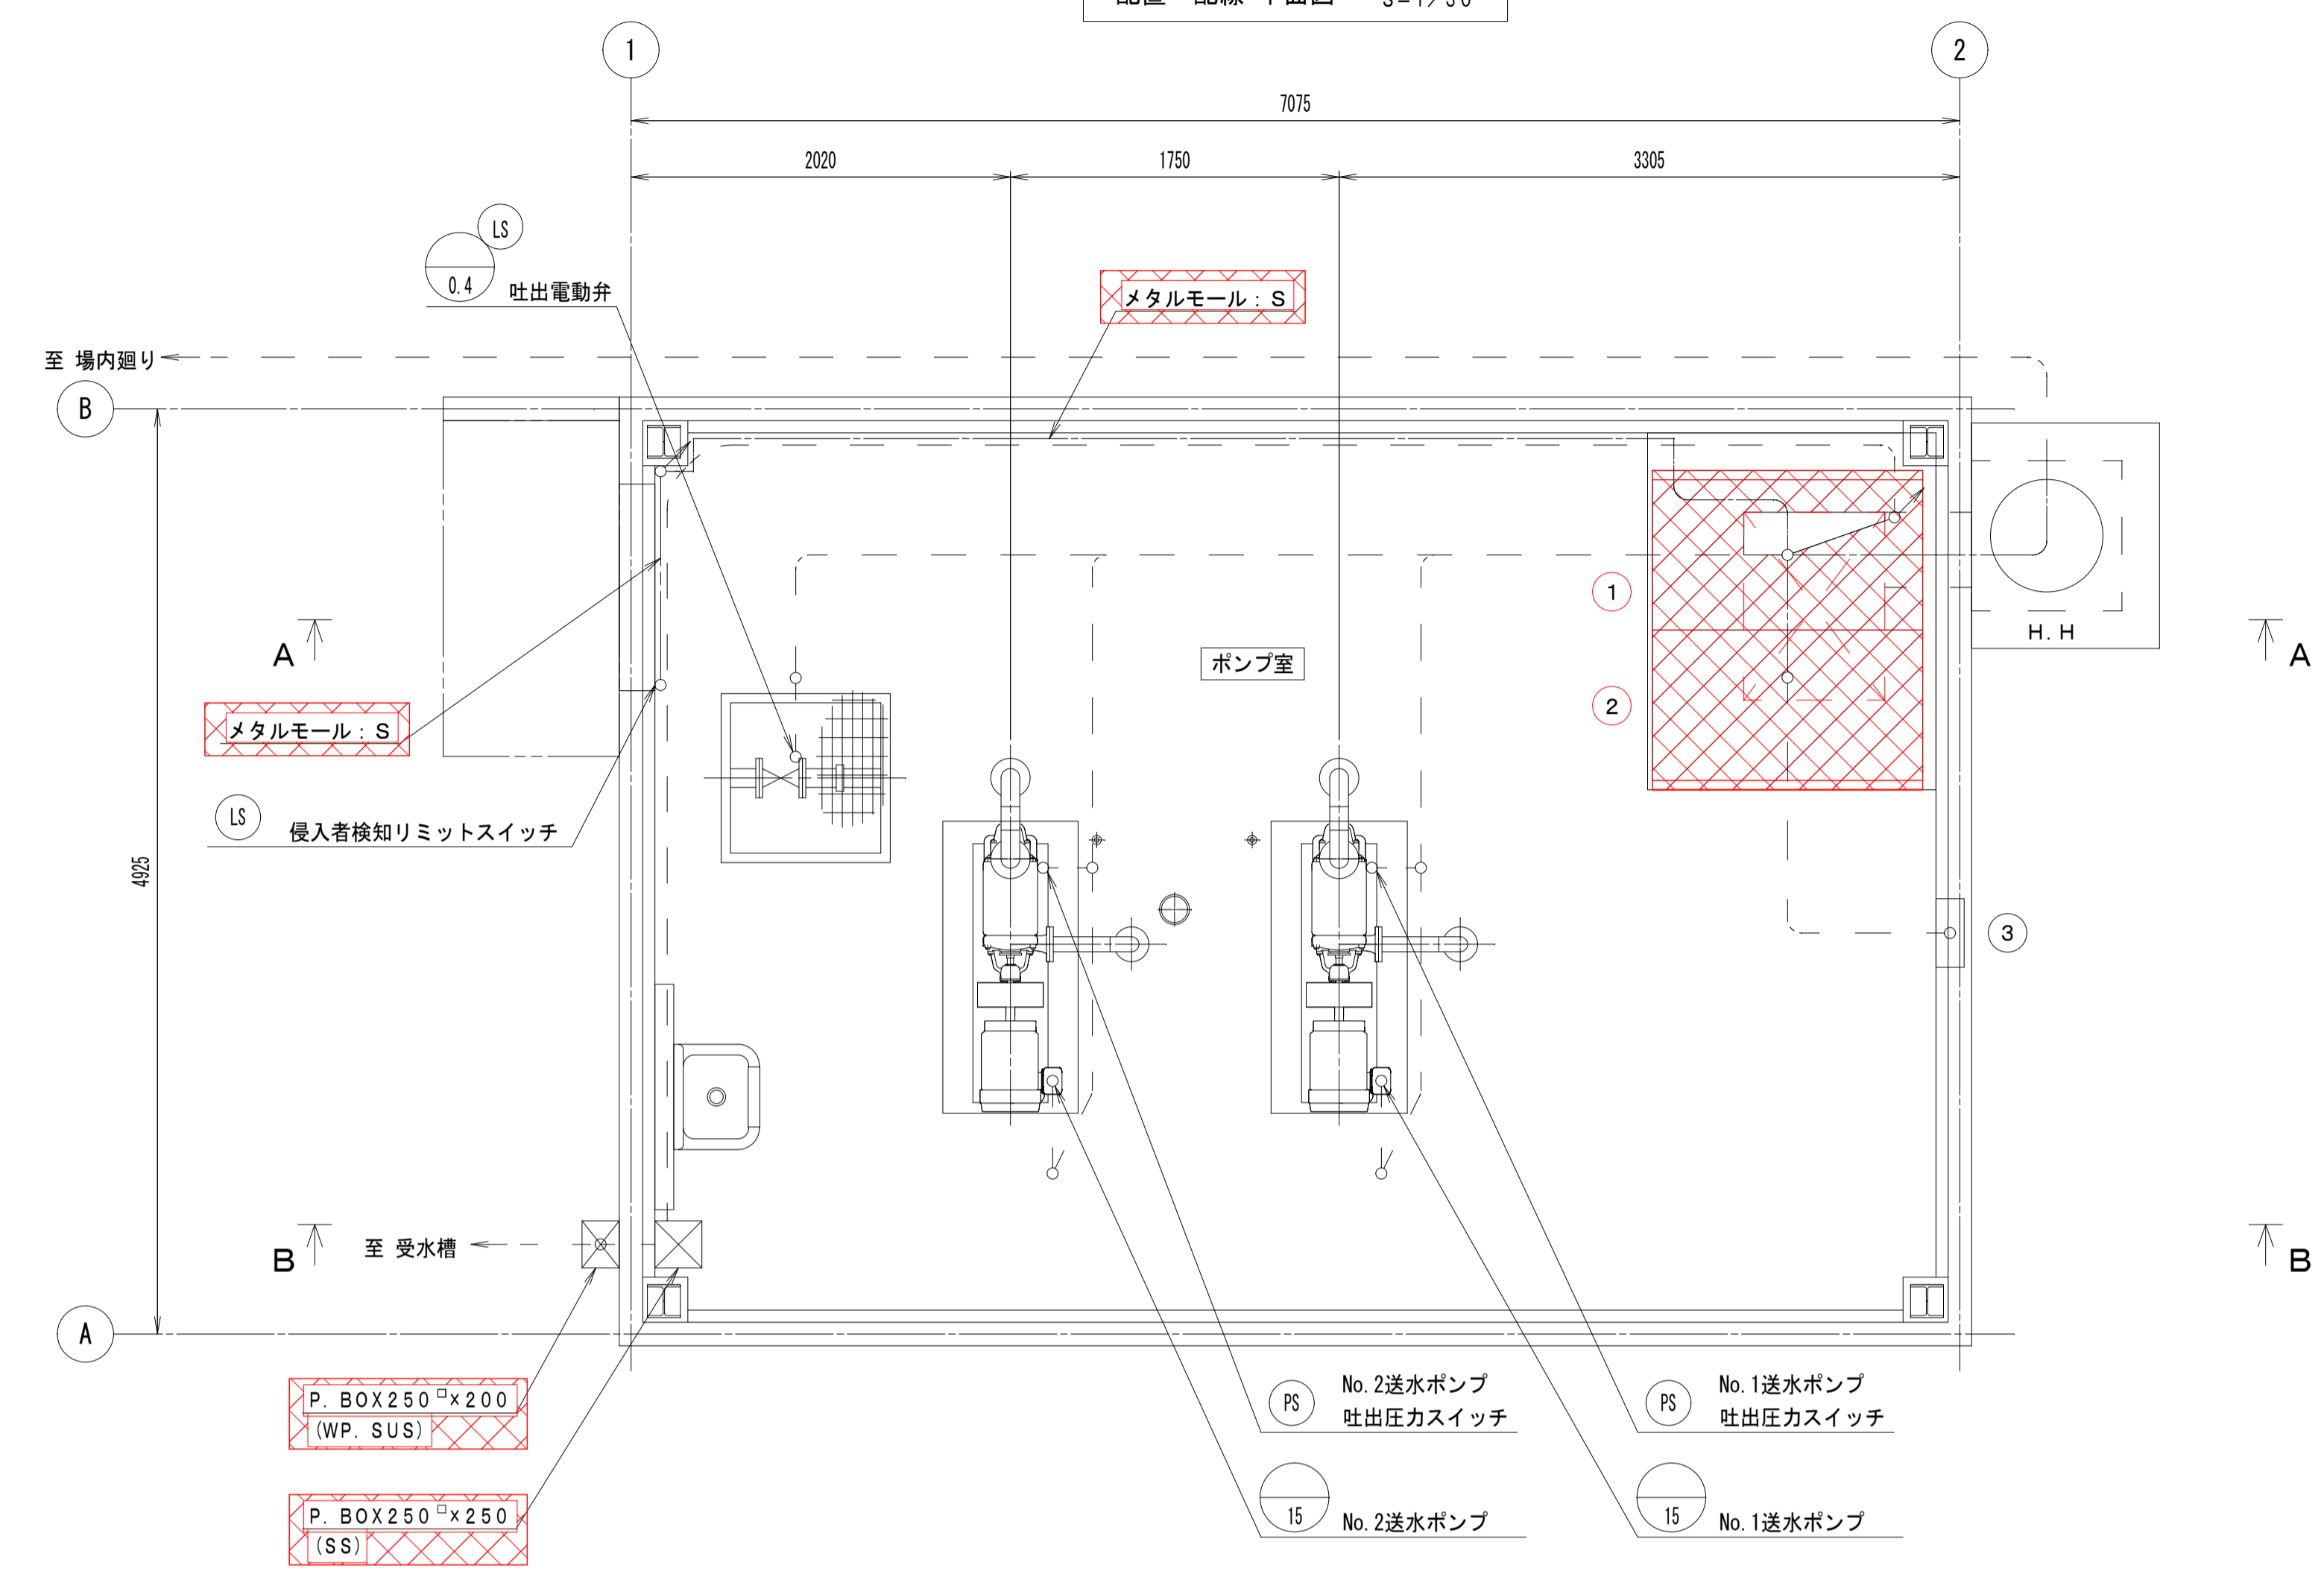 1
2
7075
2020
1750
3305
LS
0.4
吐出電動弁
メタルモール：S
至 場内廻り
B
1
H.H
A
A
ポンプ室
2
メタルモール：S
LS
侵入者検知リミットスイッチ
4925
3
B
至 受水槽
B
A
P. BOX250□×200
(WP. SUS)
PS
No.2送水ポンプ
吐出圧力スイッチ
PS
No.1送水ポンプ
吐出圧力スイッチ
P. BOX250□×250
(SS)
15
No.2送水ポンプ
15
No.1送水ポンプ